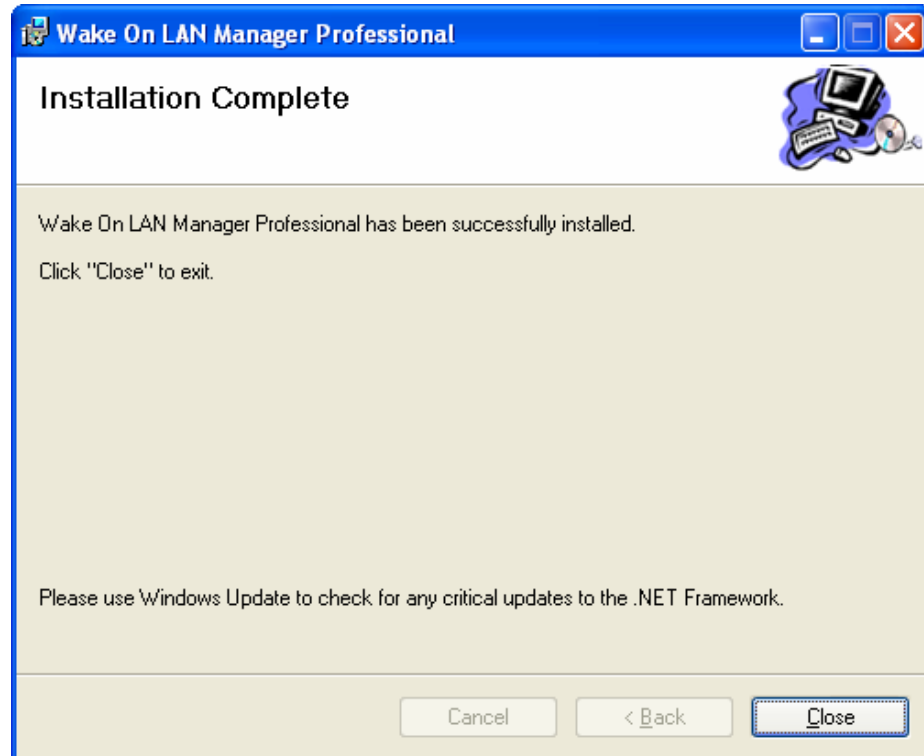 Wake On LAN Manager Professional
Installation Complete
Wake On LAN Manager Professional has been successfully installed.
Click "Close" to exit.
Please use Windows Update to check for any critical updates to the .NET Framework.
Cancel < Back Close